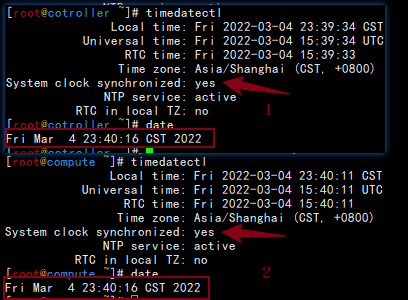 [root@cotroller ~]# timedatectl
Local time: Fri 2022-03-04 23:39:34 CST
Universal time: Fri 2022-03-04 15:39:34 UTC
RTC time: Fri 2022-03-04 15:39:33
Time zone: Asia/Shanghai (CST, +0800)
System clock synchronized: yes
NTP service: active
RTC in local TZ: no
1
[root@cotroller ~]# date
Fri Mar  4 23:40:16 CST 2022
[root@cotroller ~]#
[root@compute ~]# timedatectl
Local time: Fri 2022-03-04 23:40:11 CST
Universal time: Fri 2022-03-04 15:40:11 UTC
RTC time: Fri 2022-03-04 15:40:11
Time zone: Asia/Shanghai (CST, +0800)
System clock synchronized: yes
NTP service: active
RTC in local TZ: no
2
[root@compute ~]# date
Fri Mar  4 23:40:16 CST 2022